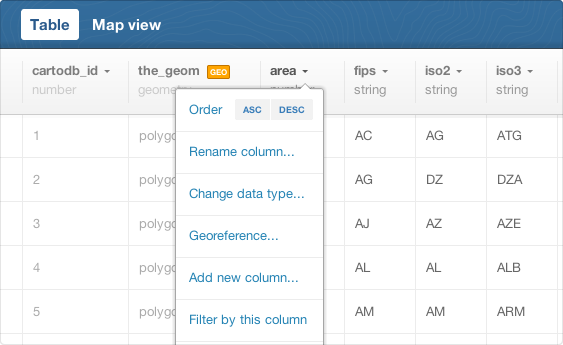 Table Map view
cartodb_id the_geom GEO area fips iso2 iso3
number geometry number string string string
Order ASC DESC
1 polygo AC AG ATG
Rename column...
2 polygo AG DZ DZA
Change data type...
3 polygo AJ AZ AZE
Georeference...
4 polygo AL AL ALB
Add new column...
5 polygo AM AM ARM
Filter by this column